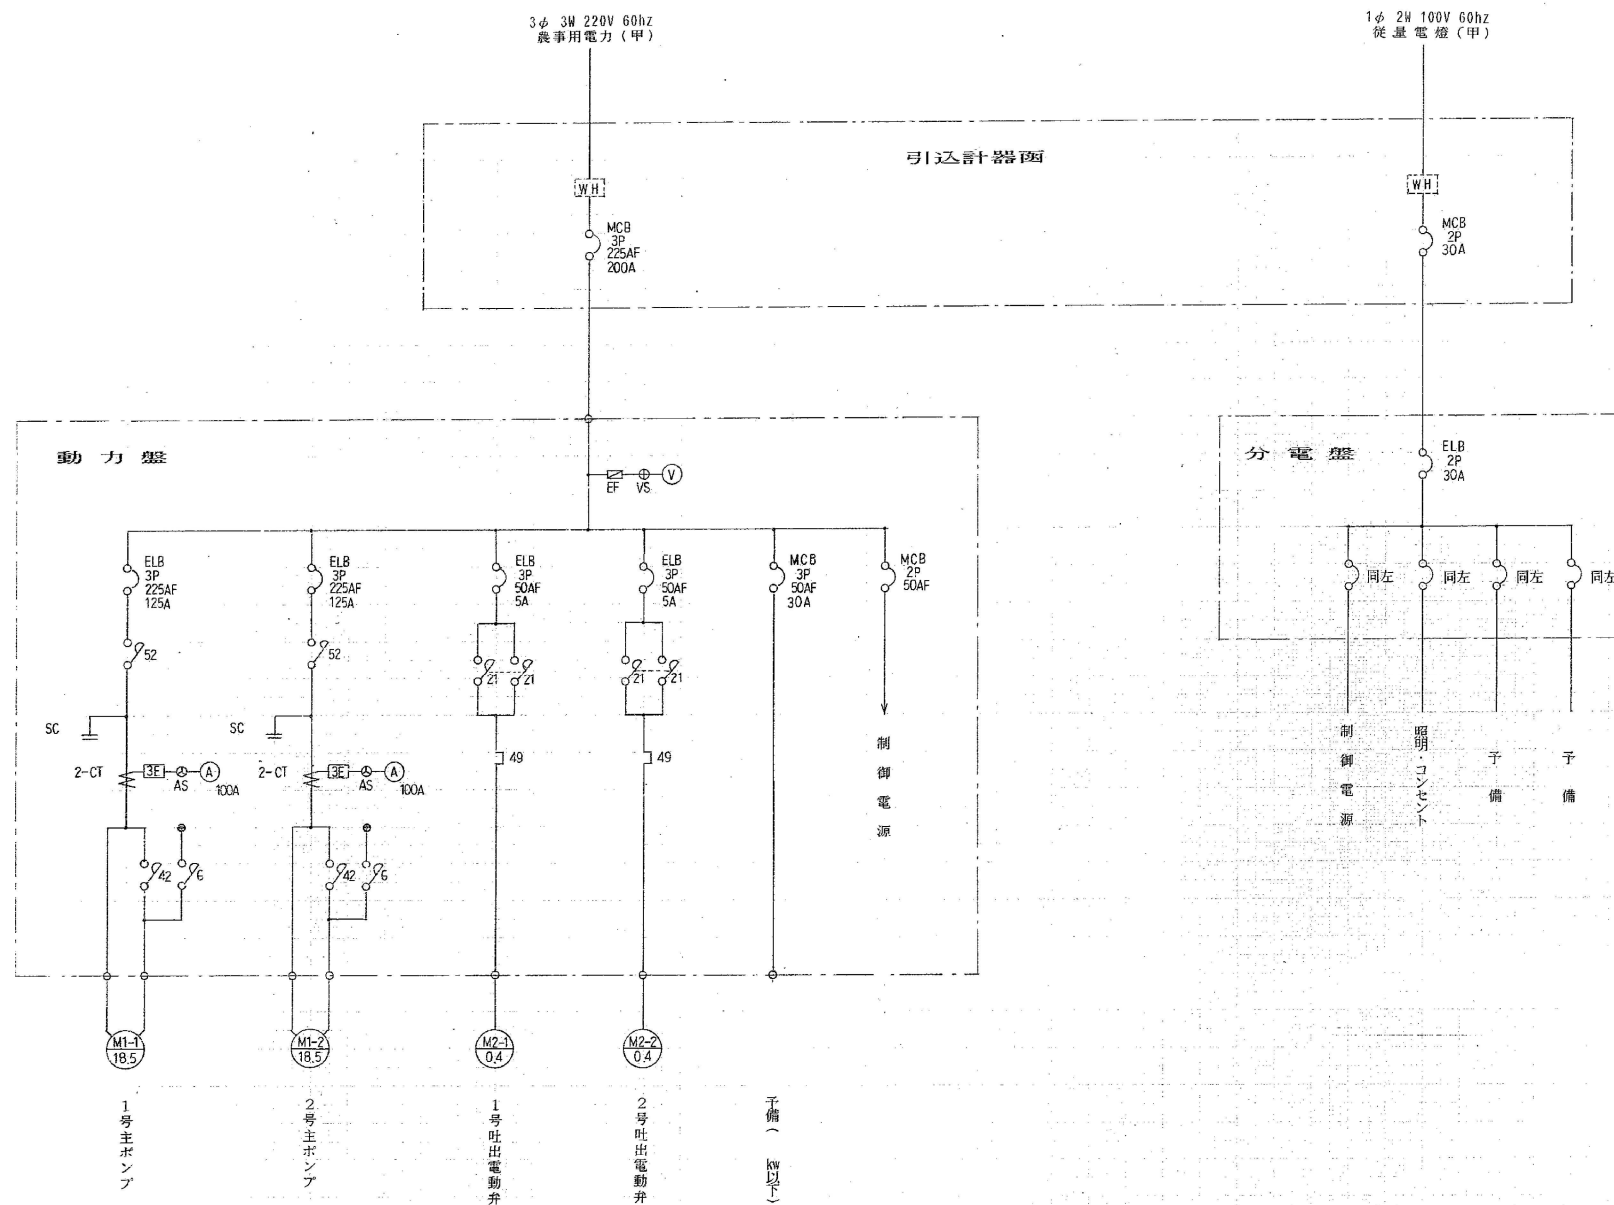 3φ 3W 220V 60hz
農事用電力（甲）
1φ 2W 100V 60hz
従量電燈（甲）
引込計器函
WH
MCB
3P
225AF
200A
WH
MCB
2P
30A
動力盤
EF
VS
V
分電盤
ELB
2P
30A
ELB
3P
225AF
125A
ELB
3P
225AF
125A
ELB
3P
50AF
5A
ELB
3P
50AF
5A
MCB
3P
50AF
30A
MCB
2P
50AF
同左
同左
同左
同左
52
52
21
21
21
21
SC
SC
49
49
2-CT
3E
AS
A
100A
2-CT
3E
AS
A
100A
制御電源
制御電源
照明・コンセント
予備
予備
42
6
42
6
M1-1
18.5
M1-2
18.5
M2-1
0.4
M2-2
0.4
1号主ポンプ
2号主ポンプ
1号吐出電動弁
2号吐出電動弁
予備（ kw以下）